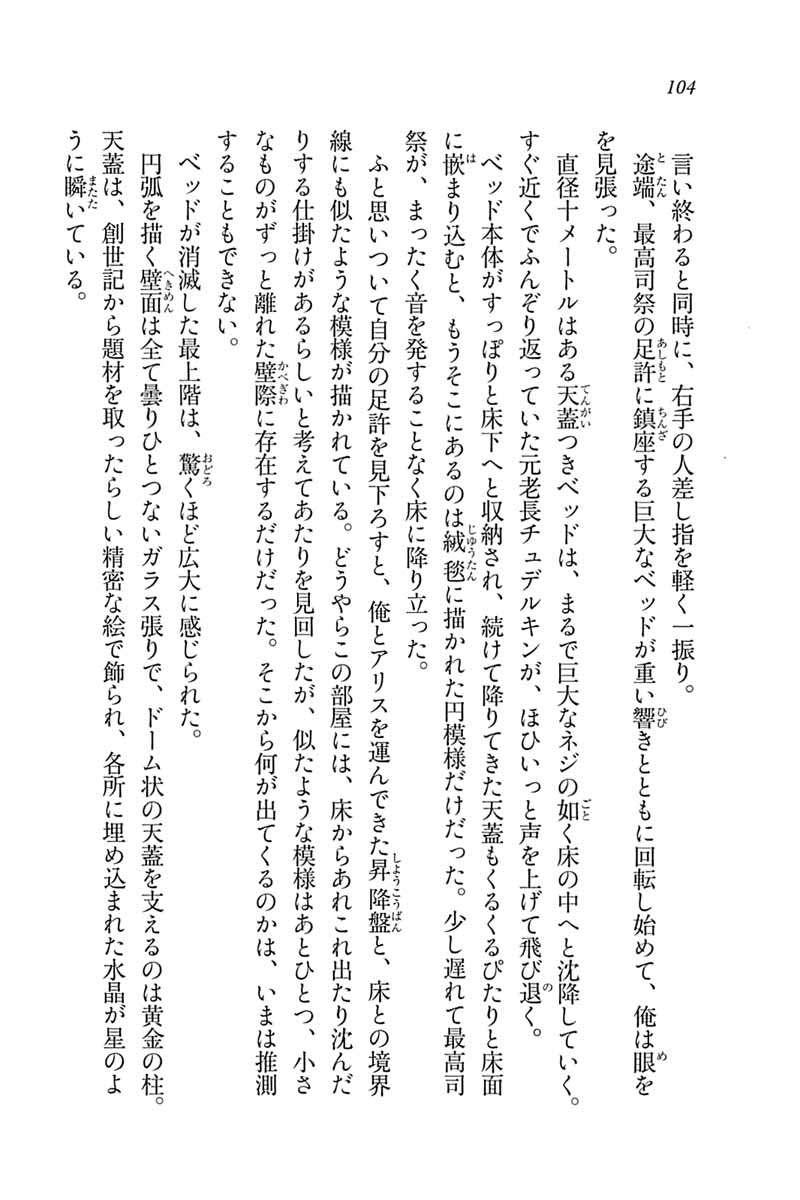 104
言い終わると同時に、右手の人差し指を軽く一振り。
途端、最高司祭の足許に鎮座する巨大なベッドが重い響きとともに回転し始めて、俺は眼を
を見張った。
直径十メートルはある天蓋つきベッドは、まるで巨大なネジの如く床の中へと沈降していく。
すぐ近くでふんぞり返っていた元老長チュデルキンが、ほひいっと声を上げて飛び退く。
ベッド本体がすっぽりと床下へと収納され、続けて降りてきた天蓋もくるくるぴたりと床面
に嵌まり込むと、もうそこにあるのは絨毯に描かれた円模様だけだった。少し遅れて最高司
祭が、まったく音を発することなく床に降り立った。
ふと思いついて自分の足許を見下ろすと、俺とアリスを運んできた昇降盤と、床との境界
線にも似たような模様が描かれている。どうやらこの部屋には、床からあれこれ出たり沈んだ
りする仕掛けがあるらしいと考えてあたりを見回したが、似たような模様はあとひとつ、小さ
なものがずっと離れた壁際に存在するだけだった。そこから何が出てくるのかは、いまは推測
することもできない。
ベッドが消滅した最上階は、驚くほど広大に感じられた。
円弧を描く壁面は全て曇りひとつないガラス張りで、ドーム状の天蓋を支えるのは黄金の柱。
天蓋は、創世記から題材を取ったらしい精密な絵で飾られ、各所に埋め込まれた水晶が星のよ
うに瞬いている。